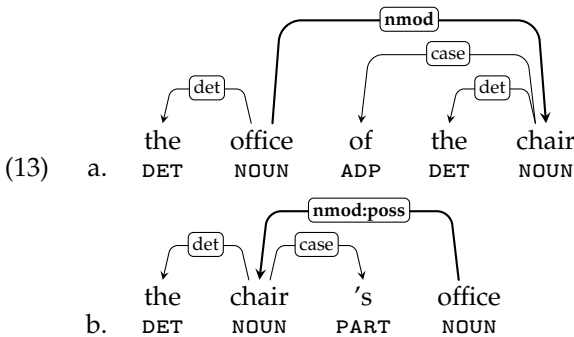 nmod
case
det det
the office of the chair
(13) a. DET NOUN ADP DET NOUN
nmod:poss
det case
the chair 's office
b. DET NOUN PART NOUN